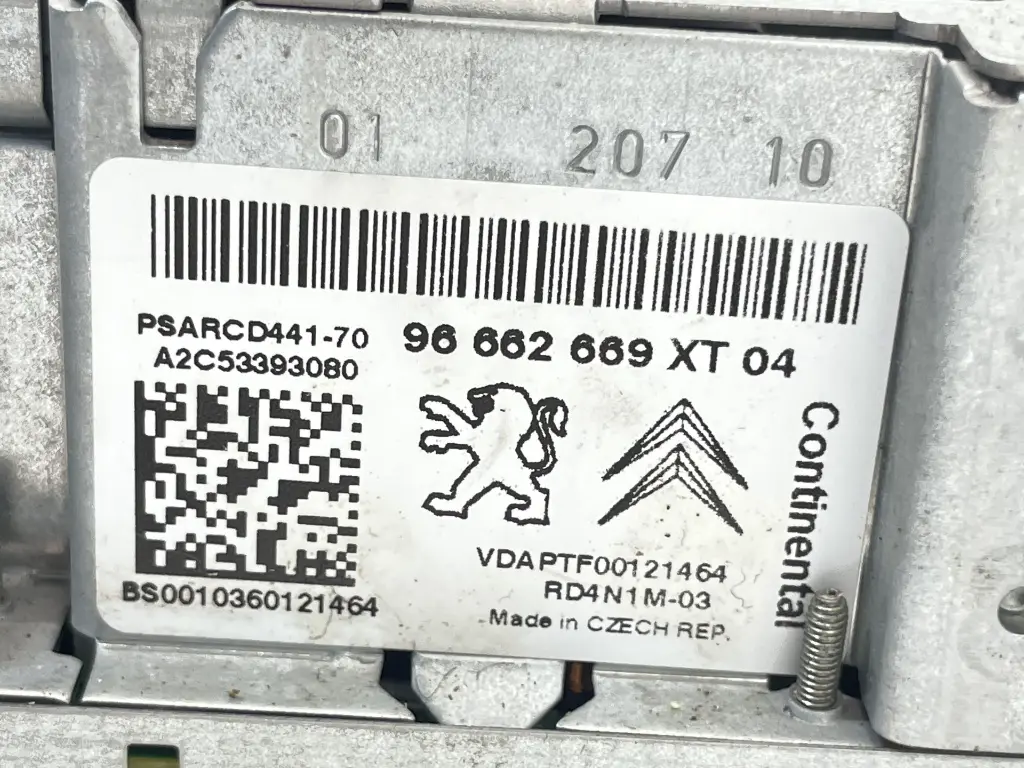 01 207 10
PSARCD441-70 96 662 669 XT 04
A2C53393080
Continental
VDAPTF00121464
RD4N1M-03
BS0010360121464
Made in CZECH REP.